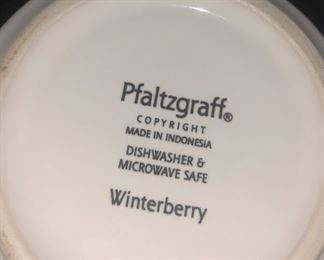 Pfaltzgraff®
COPYRIGHT
MADE IN INDONESIA
DISHWASHER &
MICROWAVE SAFE
Winterberry